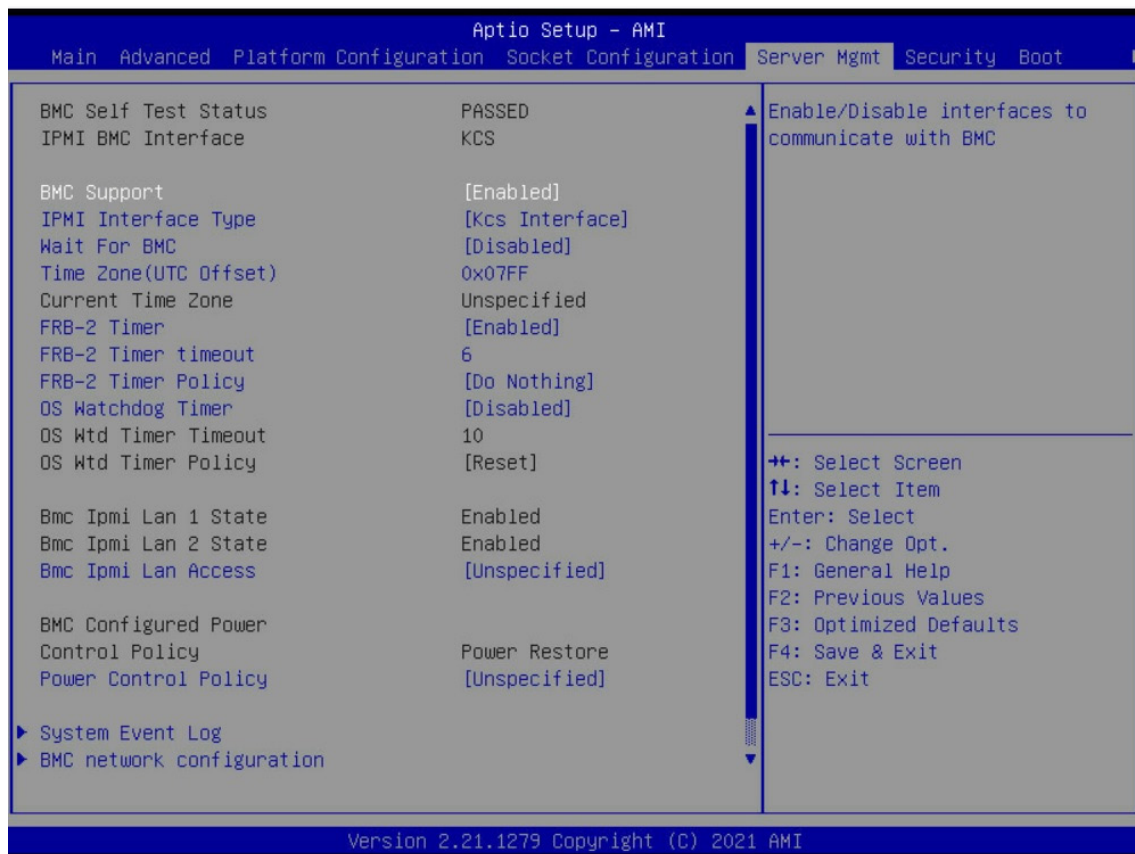 Aptio Setup – AMI
Main Advanced Platform Configuration Socket Configuration Server Mgmt Security Boot
BMC Self Test Status PASSED
IPMI BMC Interface KCS
BMC Support [Enabled]
IPMI Interface Type [Kcs Interface]
Wait For BMC [Disabled]
Time Zone(UTC Offset) 0x07FF
Current Time Zone Unspecified
FRB-2 Timer [Enabled]
FRB-2 Timer timeout 6
FRB-2 Timer Policy [Do Nothing]
OS Watchdog Timer [Disabled]
OS Wtd Timer Timeout 10
OS Wtd Timer Policy [Reset]
Bmc Ipmi Lan 1 State Enabled
Bmc Ipmi Lan 2 State Enabled
Bmc Ipmi Lan Access [Unspecified]
BMC Configured Power
Control Policy Power Restore
Power Control Policy [Unspecified]
System Event Log
BMC network configuration
Enable/Disable interfaces to
communicate with BMC
→←: Select Screen
↑↓: Select Item
Enter: Select
+/-: Change Opt.
F1: General Help
F2: Previous Values
F3: Optimized Defaults
F4: Save & Exit
ESC: Exit
Version 2.21.1279 Copyright (C) 2021 AMI